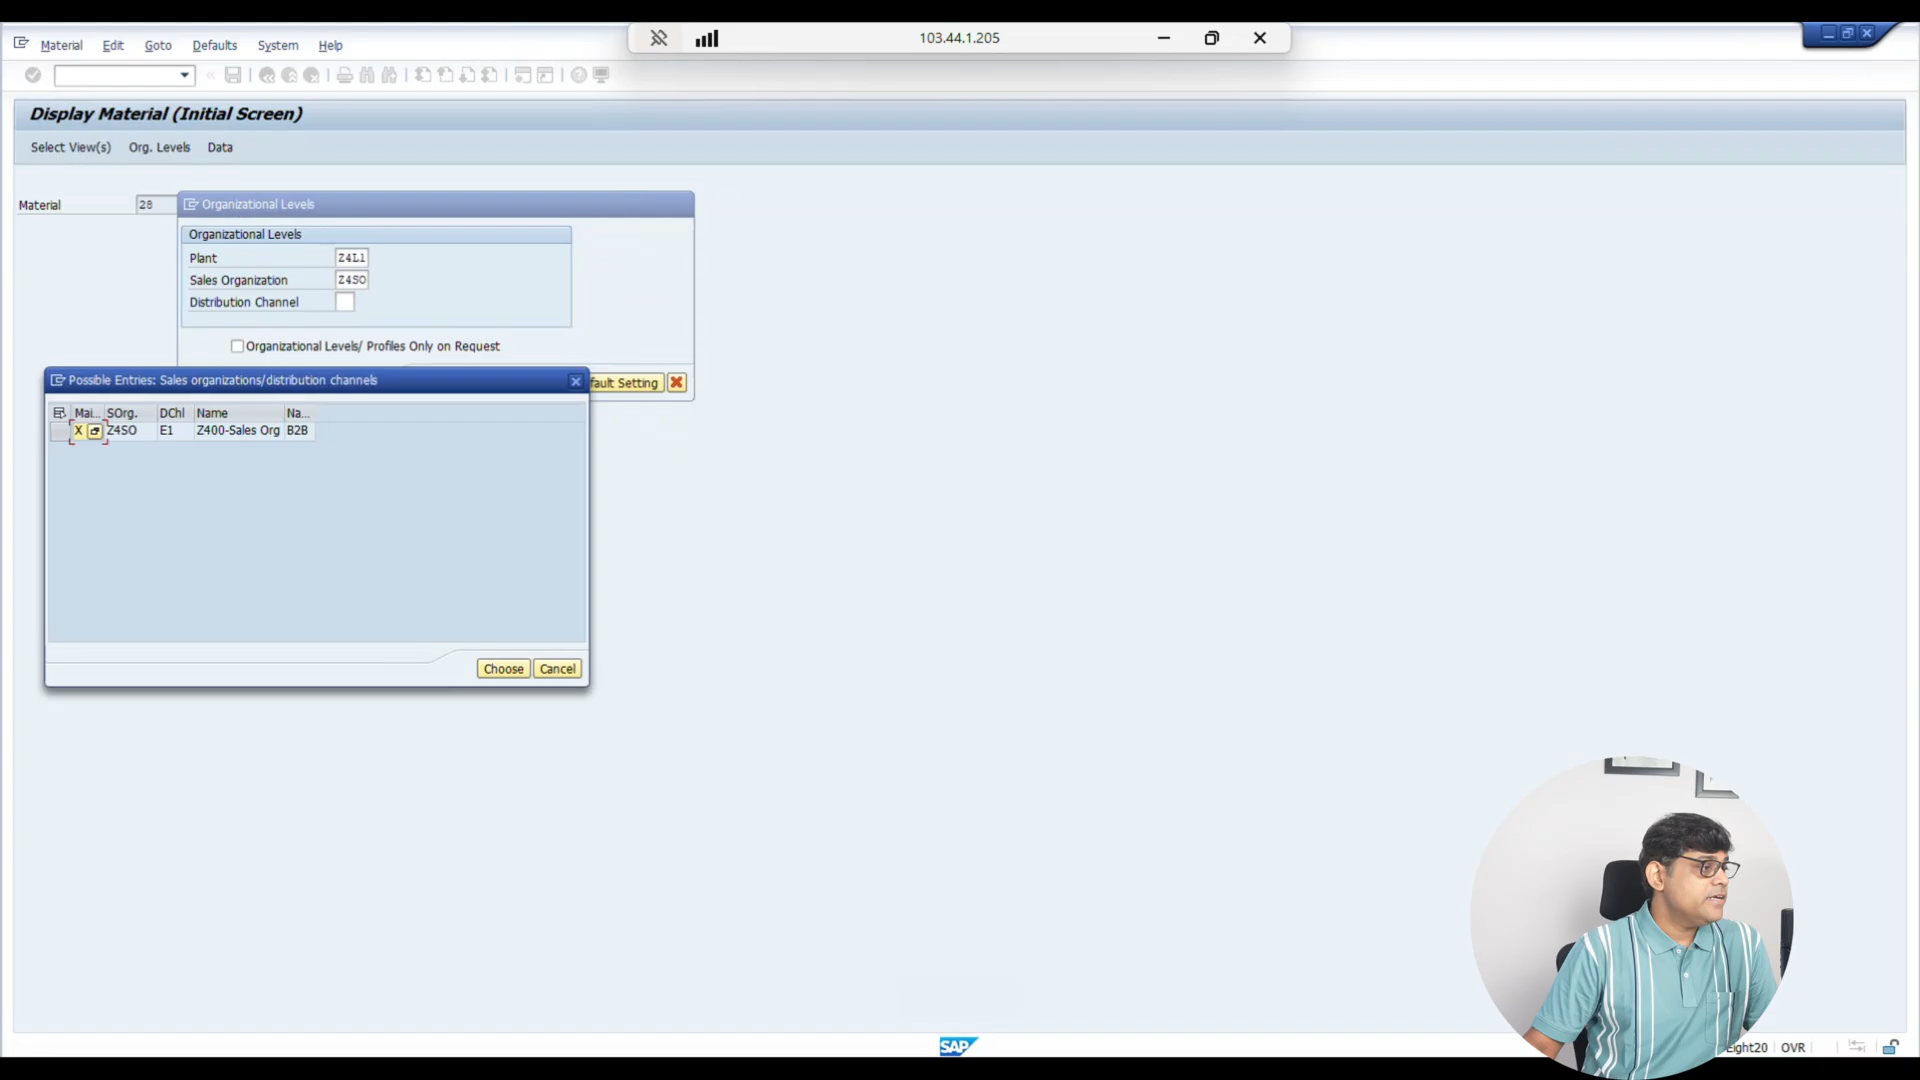 103.44.1.205
Material Edit Goto Defaults System Help
Display Material (Initial Screen)
Select View(s) Org. Levels Data
Material 28
Organizational Levels
Organizational Levels
Plant Z4L1
Sales Organization Z4SO
Distribution Channel
Organizational Levels/ Profiles Only on Request
fault Setting
Possible Entries: Sales organizations/distribution channels
Mai... SOrg. DChl Name Na...
X Z4SO E1 Z400-Sales Org B2B
Choose Cancel
SAP
Eight20 OVR